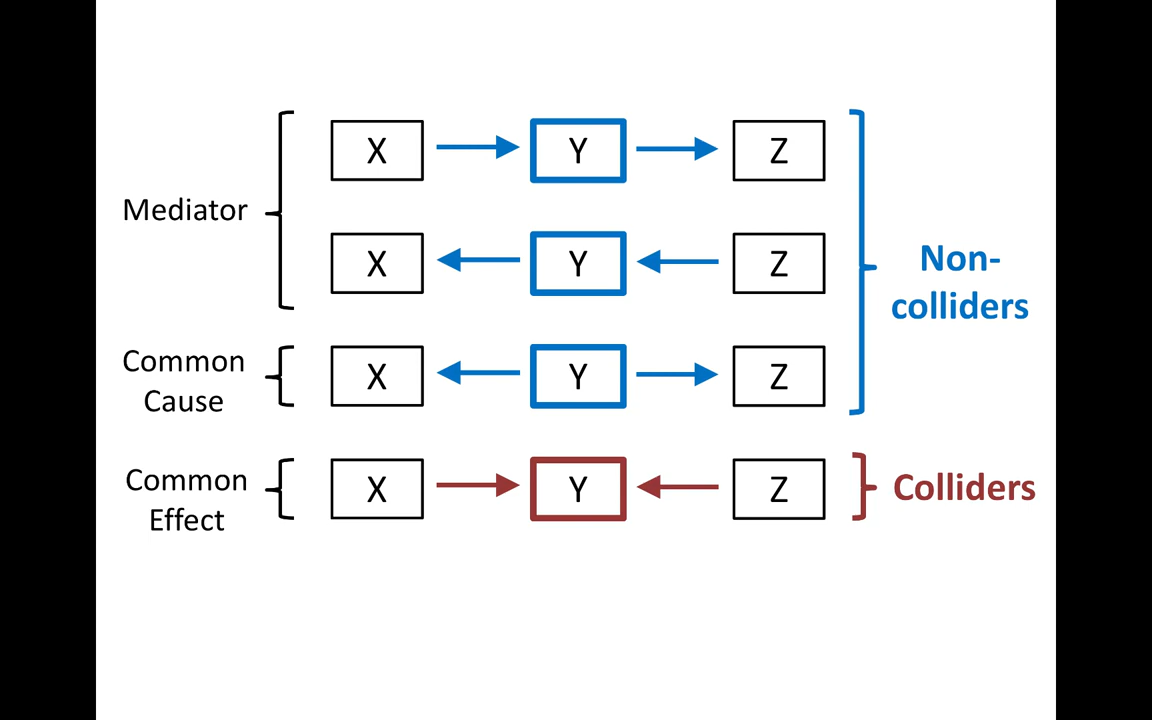 X Y Z
Mediator
X Y Z
Non-
colliders
Common
Cause
X Y Z
Common
Effect
X Y Z
Colliders